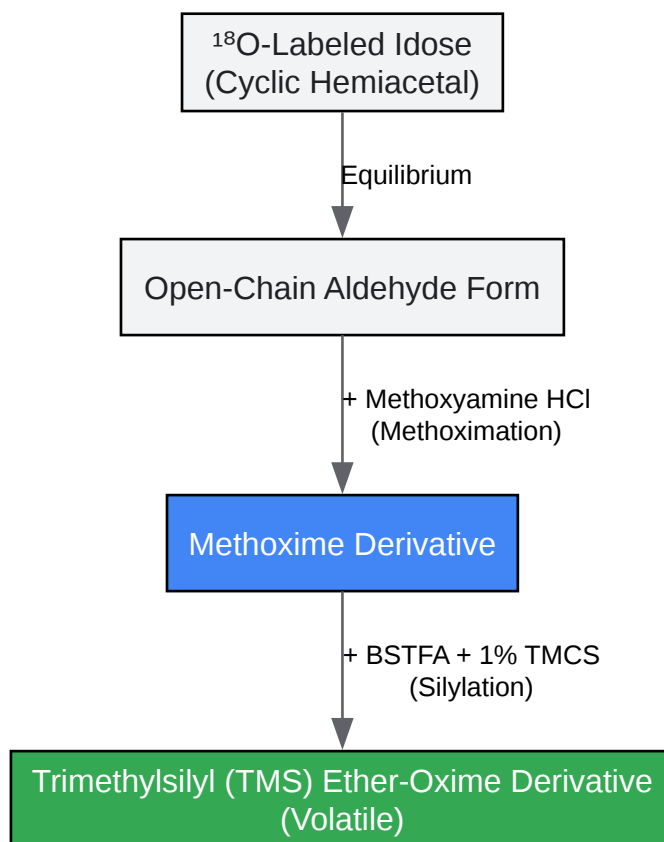 ¹⁸O-Labeled Idose
(Cyclic Hemiacetal)
Equilibrium
Open-Chain Aldehyde Form
+ Methoxyamine HCl
(Methoximation)
Methoxime Derivative
+ BSTFA + 1% TMCS
(Silylation)
Trimethylsilyl (TMS) Ether-Oxime Derivative
(Volatile)